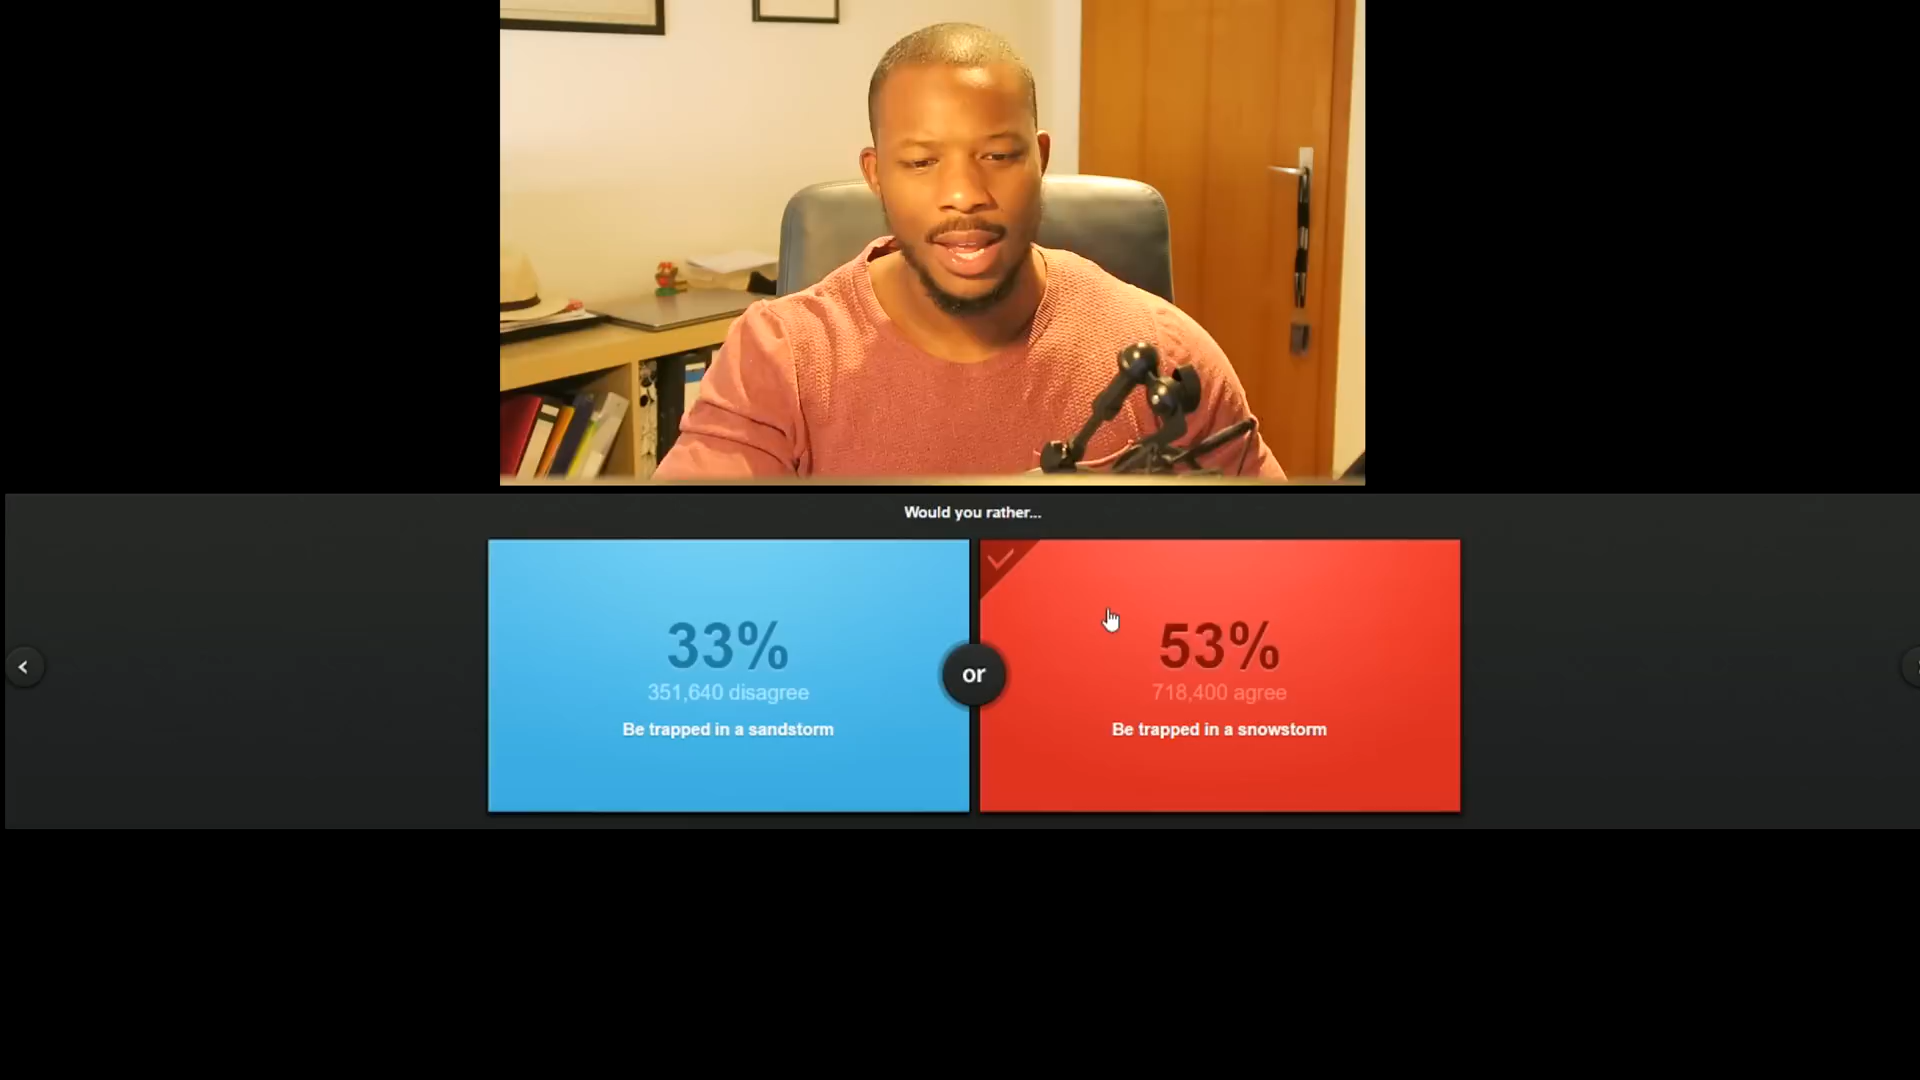 Would you rather...
33%
351,640 disagree
Be trapped in a sandstorm
or
53%
718,400 agree
Be trapped in a snowstorm